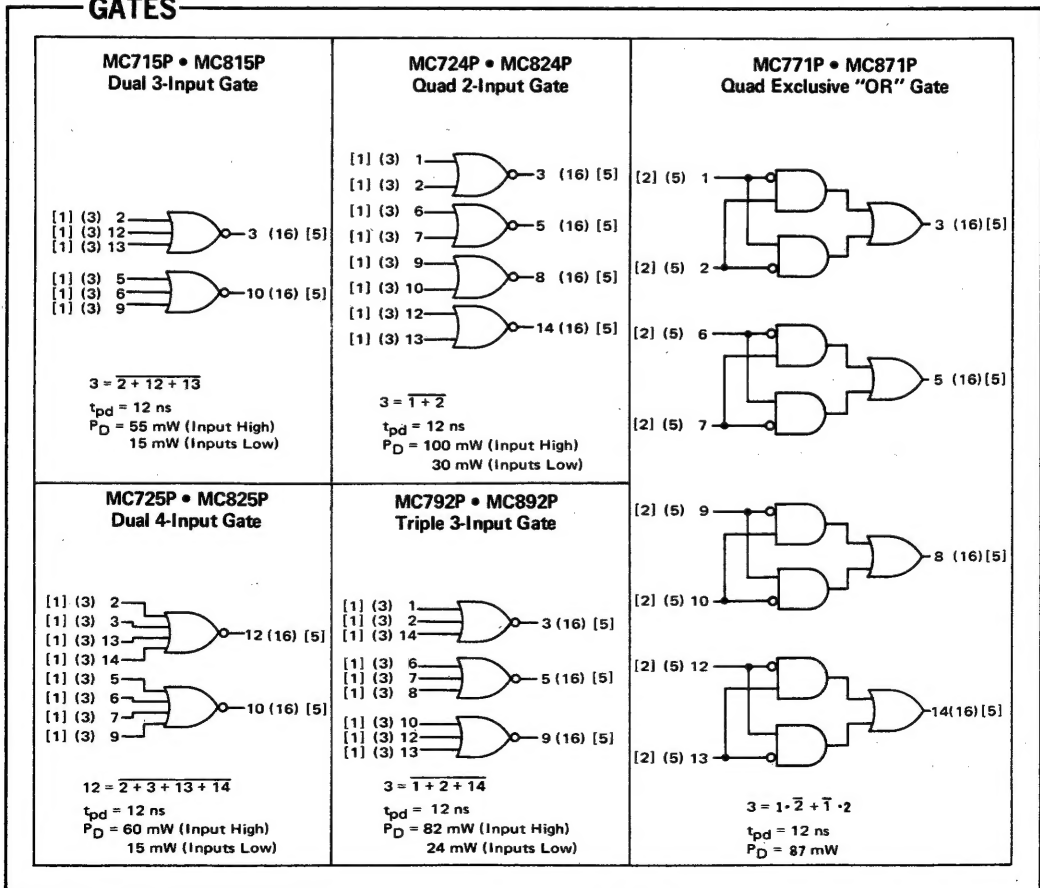 GATES
MC715P • MC815P
Dual 3-Input Gate
[1] (3) 2
[1] (3) 12
[1] (3) 13
3 (16) [5]
[1] (3) 5
[1] (3) 6
[1] (3) 9
10 (16) [5]
3 = \overline{2 + 12 + 13}
tpd = 12 ns
PD = 55 mW (Input High)
15 mW (Inputs Low)
MC724P • MC824P
Quad 2-Input Gate
[1] (3) 1
[1] (3) 2
3 (16) [5]
[1] (3) 6
[1] (3) 7
5 (16) [5]
[1] (3) 9
[1] (3) 10
8 (16) [5]
[1] (3) 12
[1] (3) 13
14 (16) [5]
3 = \overline{1 + 2}
tpd = 12 ns
PD = 100 mW (Input High)
30 mW (Inputs Low)
MC771P • MC871P
Quad Exclusive "OR" Gate
[2] (5) 1
3 (16) [5]
[2] (5) 2
[2] (5) 6
5 (16) [5]
[2] (5) 7
[2] (5) 9
8 (16) [5]
[2] (5) 10
[2] (5) 12
14 (16) [5]
[2] (5) 13
3 = 1 • \overline{2} + \overline{1} • 2
tpd = 12 ns
PD = 87 mW
MC725P • MC825P
Dual 4-Input Gate
[1] (3) 2
[1] (3) 3
[1] (3) 13
[1] (3) 14
12 (16) [5]
[1] (3) 5
[1] (3) 6
[1] (3) 7
[1] (3) 9
10 (16) [5]
12 = \overline{2 + 3 + 13 + 14}
tpd = 12 ns
PD = 60 mW (Input High)
15 mW (Inputs Low)
MC792P • MC892P
Triple 3-Input Gate
[1] (3) 1
[1] (3) 2
[1] (3) 14
3 (16) [5]
[1] (3) 6
[1] (3) 7
[1] (3) 8
5 (16) [5]
[1] (3) 10
[1] (3) 12
[1] (3) 13
9 (16) [5]
3 = \overline{1 + 2 + 14}
tpd = 12 ns
PD = 82 mW (Input High)
24 mW (Inputs Low)